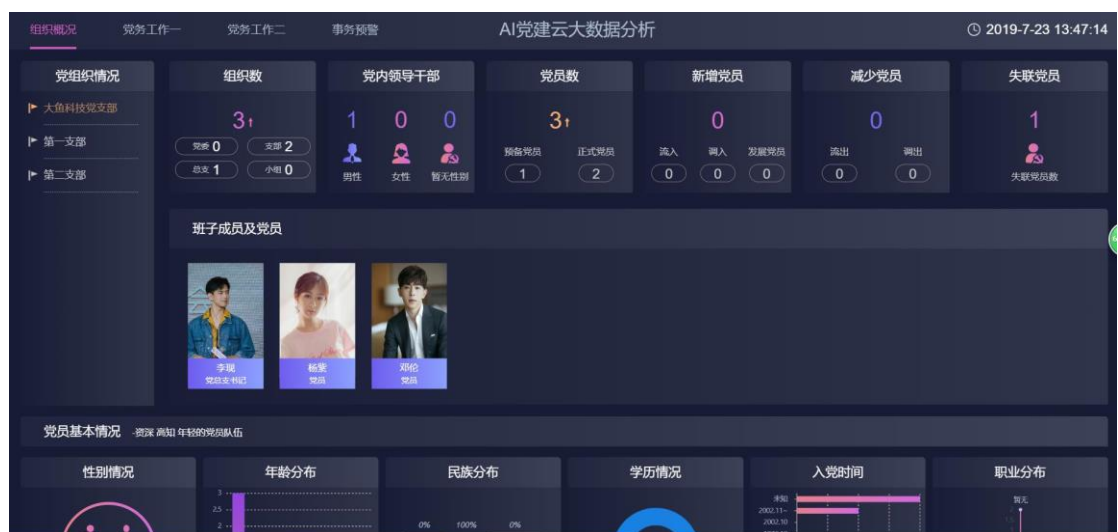 组织概况 党务工作一 党务工作二 事务预警 AI党建云大数据分析 2019-7-23 13:47:14
党组织情况
大鱼科技党支部
第一支部
第二支部
组织数
3↑
党委 0 支部 2
总支 1 小组 0
党内领导干部
1 0 0
男性 女性 暂无性别
党员数
3↑
预备党员 正式党员
1 2
新增党员
0
流入 调入 发展党员
0 0 0
减少党员
0
流出 调出
0 0
失联党员
1
失联党员数
班子成员及党员
李现
党总支书记
杨紫
党员
邓伦
党员
党员基本情况 -资深 高知 年轻的党员队伍
性别情况
年龄分布
3
2.5
2
民族分布
0% 100% 0%
学历情况
入党时间
未知
2002.11~
2002.10
职业分布
暂无
2
1.5